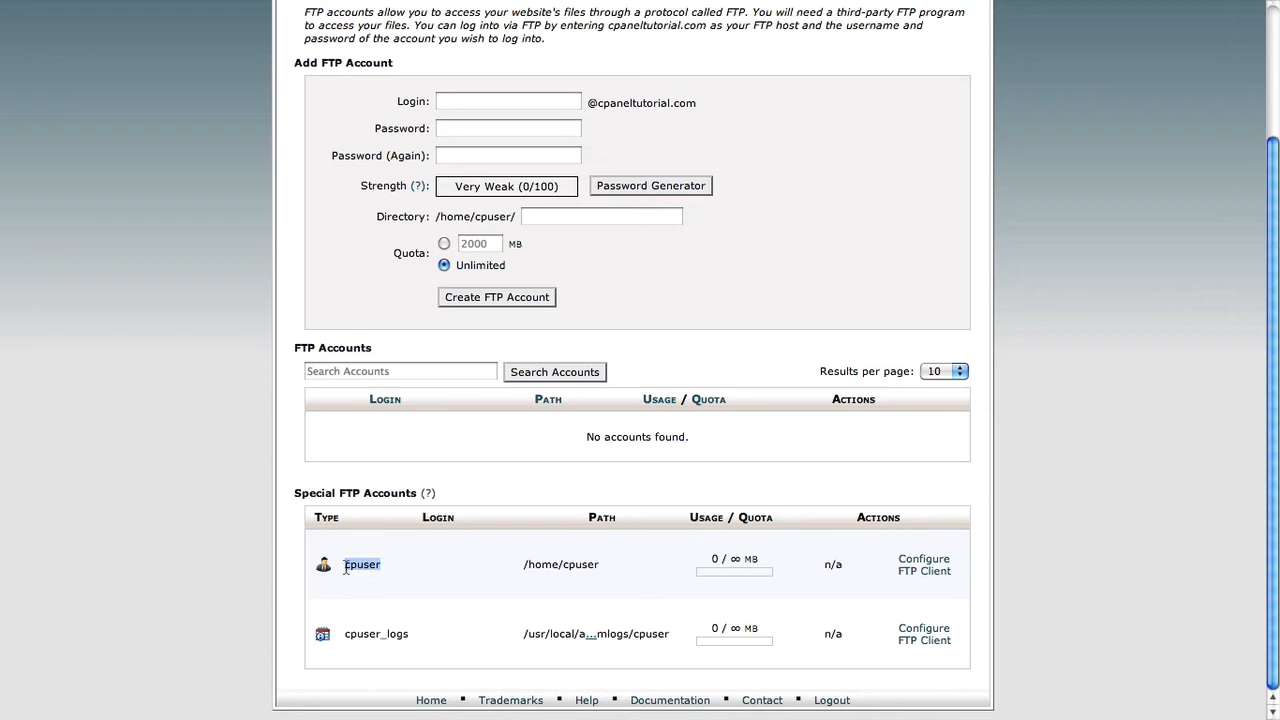 FTP accounts allow you to access your website's files through a protocol called FTP. You will need a third-party FTP program
to access your files. You can log into via FTP by entering cpaneltutorial.com as your FTP host and the username and
password of the account you wish to log into.
Add FTP Account
Login: @cpaneltutorial.com
Password:
Password (Again):
Strength (?): Very Weak (0/100) Password Generator
Directory: /home/cpuser/
Quota: 2000 MB
Unlimited
Create FTP Account
FTP Accounts
Search Accounts Search Accounts Results per page: 10
LOGIN PATH USAGE / QUOTA ACTIONS
No accounts found.
Special FTP Accounts (?)
TYPE LOGIN PATH USAGE / QUOTA ACTIONS
cpuser /home/cpuser 0 / ∞ MB n/a Configure
FTP Client
cpuser_logs /usr/local/a...mlogs/cpuser 0 / ∞ MB n/a Configure
FTP Client
Home Trademarks Help Documentation Contact Logout